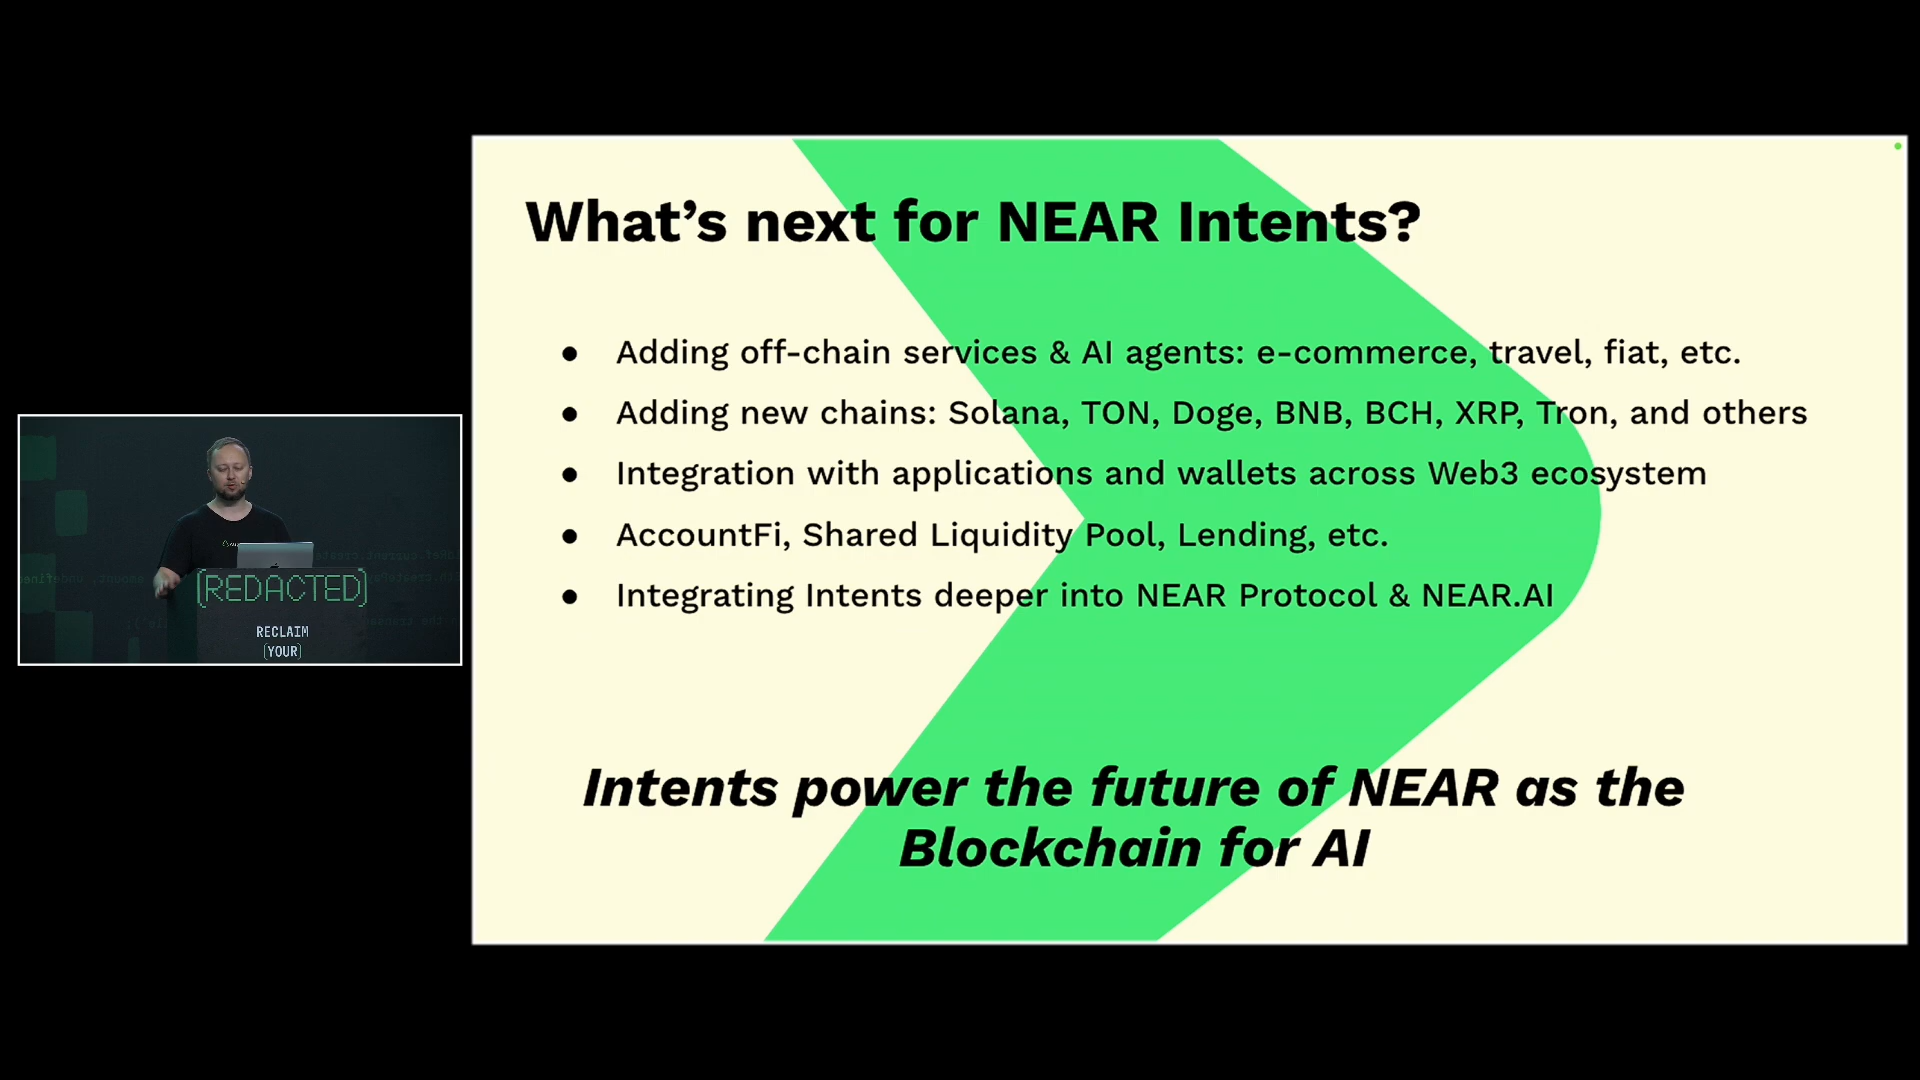 What’s next for NEAR Intents?
● Adding off-chain services & AI agents: e-commerce, travel, fiat, etc.
● Adding new chains: Solana, TON, Doge, BNB, BCH, XRP, Tron, and others
● Integration with applications and wallets across Web3 ecosystem
● AccountFi, Shared Liquidity Pool, Lending, etc.
● Integrating Intents deeper into NEAR Protocol & NEAR.AI
Intents power the future of NEAR as the
Blockchain for AI
[REDACTED]
RECLAIM
[YOUR]